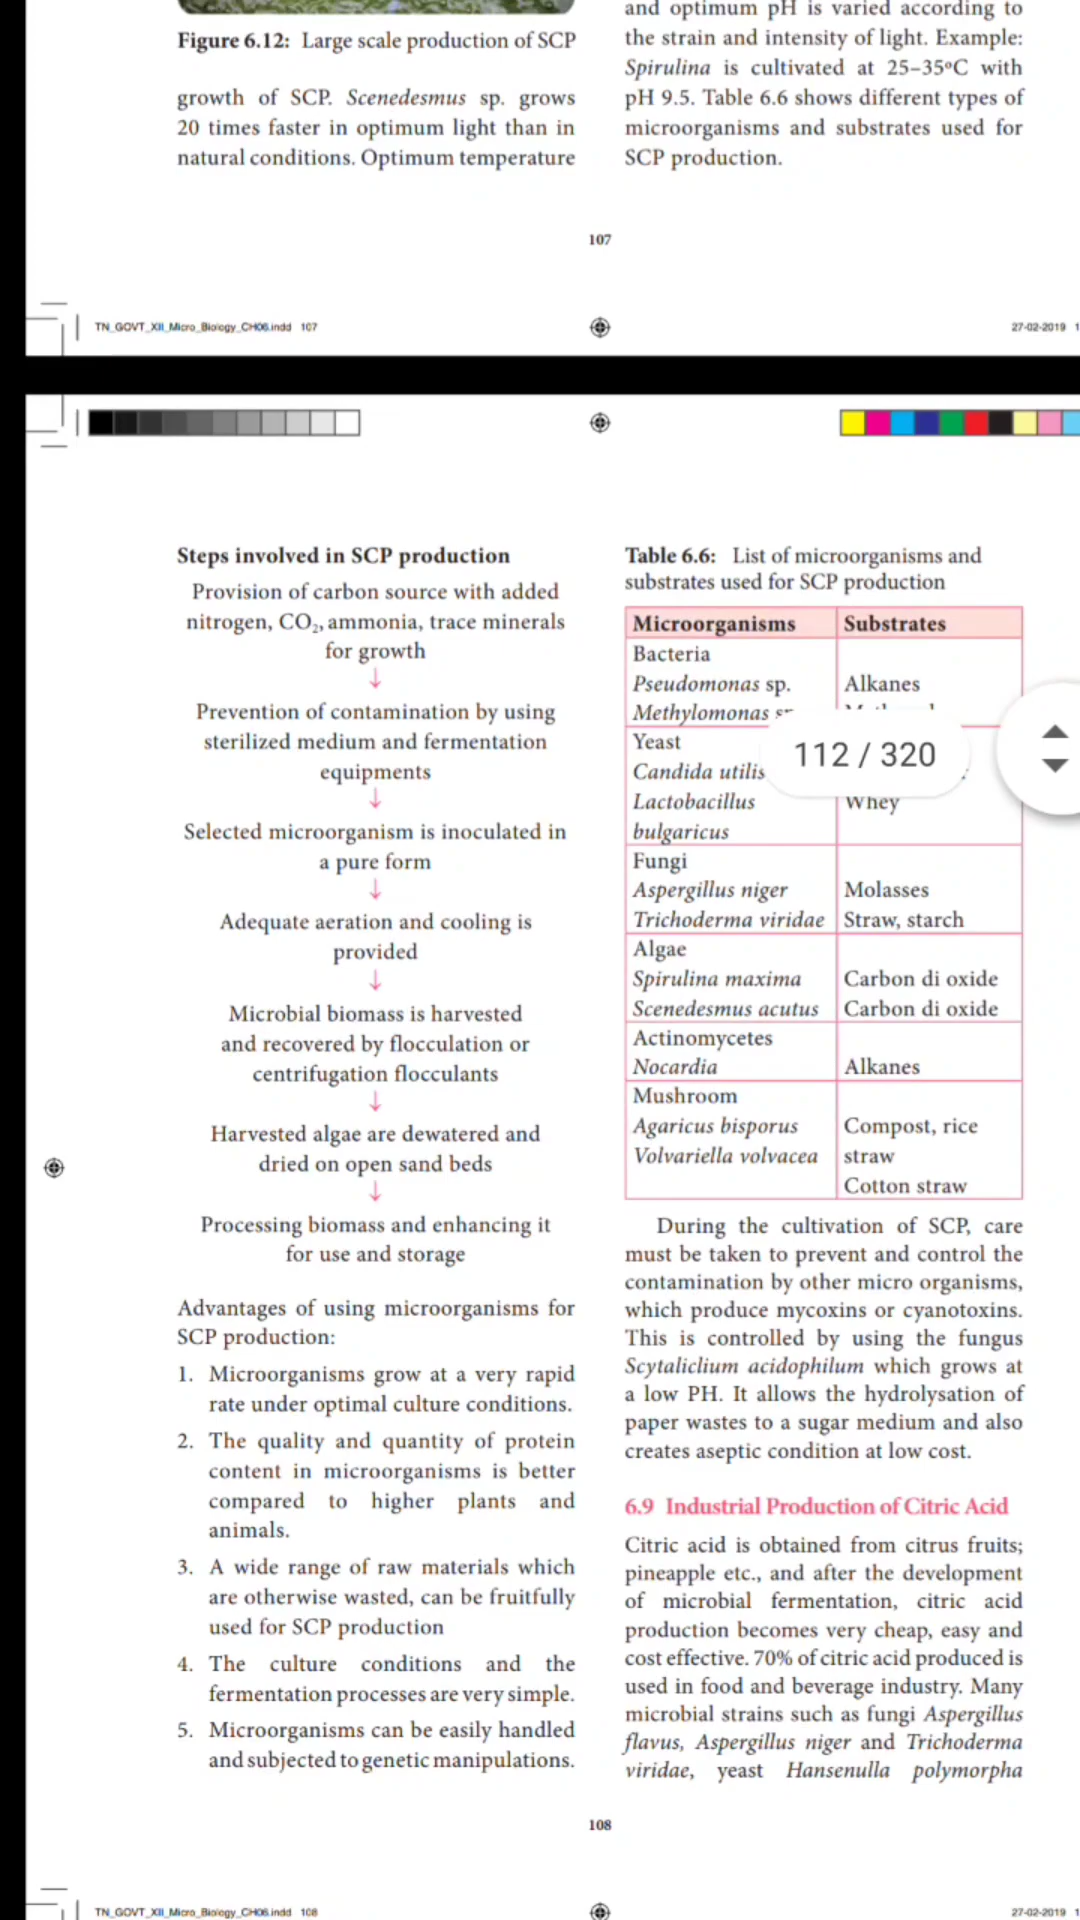 Figure 6.12: Large scale production of SCP
growth of SCP. Scenedesmus sp. grows
20 times faster in optimum light than in
natural conditions. Optimum temperature
and optimum pH is varied according to
the strain and intensity of light. Example:
Spirulina is cultivated at 25–35ºC with
pH 9.5. Table 6.6 shows different types of
microorganisms and substrates used for
SCP production.
107
TN_GOVT_XII_Micro_Biology_CH06.indd 107
27-02-2019 1
Steps involved in SCP production
Provision of carbon source with added
nitrogen, CO₂, ammonia, trace minerals
for growth
↓
Prevention of contamination by using
sterilized medium and fermentation
equipments
↓
Selected microorganism is inoculated in
a pure form
↓
Adequate aeration and cooling is
provided
↓
Microbial biomass is harvested
and recovered by flocculation or
centrifugation flocculants
↓
Harvested algae are dewatered and
dried on open sand beds
↓
Processing biomass and enhancing it
for use and storage
Advantages of using microorganisms for
SCP production:
1. Microorganisms grow at a very rapid
rate under optimal culture conditions.
2. The quality and quantity of protein
content in microorganisms is better
compared to higher plants and
animals.
3. A wide range of raw materials which
are otherwise wasted, can be fruitfully
used for SCP production
4. The culture conditions and the
fermentation processes are very simple.
5. Microorganisms can be easily handled
and subjected to genetic manipulations.
Table 6.6: List of microorganisms and
substrates used for SCP production
Microorganisms Substrates
Bacteria
Pseudomonas sp. Alkanes
Methylomonas
Yeast
Candida utilis
112 / 320
Lactobacillus Whey
bulgaricus
Fungi
Aspergillus niger Molasses
Trichoderma viridae Straw, starch
Algae
Spirulina maxima Carbon di oxide
Scenedesmus acutus Carbon di oxide
Actinomycetes
Nocardia Alkanes
Mushroom
Agaricus bisporus Compost, rice
Volvariella volvacea straw
Cotton straw
During the cultivation of SCP, care
must be taken to prevent and control the
contamination by other micro organisms,
which produce mycoxins or cyanotoxins.
This is controlled by using the fungus
Scytaliclium acidophilum which grows at
a low PH. It allows the hydrolysation of
paper wastes to a sugar medium and also
creates aseptic condition at low cost.
6.9 Industrial Production of Citric Acid
Citric acid is obtained from citrus fruits;
pineapple etc., and after the development
of microbial fermentation, citric acid
production becomes very cheap, easy and
cost effective. 70% of citric acid produced is
used in food and beverage industry. Many
microbial strains such as fungi Aspergillus
flavus, Aspergillus niger and Trichoderma
viridae, yeast Hansenulla polymorpha
108
TN_GOVT_XII_Micro_Biology_CH06.indd 108
27-02-2019 1